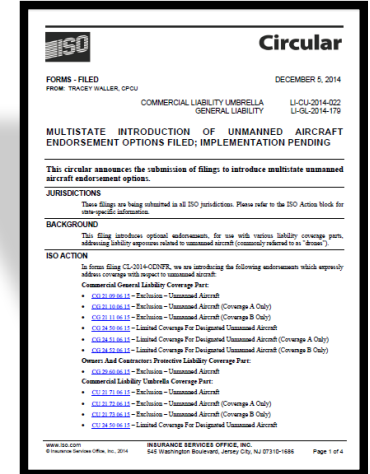 ISO
Circular
FORMS - FILED
DECEMBER 5, 2014
FROM: TRACEY WALLER, CPCU
COMMERCIAL LIABILITY UMBRELLA LI-CU-2014-022
GENERAL LIABILITY LI-GL-2014-179
MULTISTATE INTRODUCTION OF UNMANNED AIRCRAFT
ENDORSEMENT OPTIONS FILED; IMPLEMENTATION PENDING
This circular announces the submission of filings to introduce multistate unmanned
aircraft endorsement options.
JURISDICTIONS
These filings are being submitted in all ISO jurisdictions. Please refer to the ISO Action block for
state-specific information.
BACKGROUND
This filing introduces optional endorsements, for use with various liability coverage parts,
addressing liability exposures related to unmanned aircraft (commonly referred to as "drones").
ISO ACTION
In forms filing CL-2014-ODNFR, we are introducing the following endorsements which expressly
address coverage with respect to unmanned aircraft:
Commercial General Liability Coverage Part:
• CG 21 09 06 15 – Exclusion – Unmanned Aircraft
• CG 21 10 06 15 – Exclusion – Unmanned Aircraft (Coverage A Only)
• CG 21 11 06 15 – Exclusion – Unmanned Aircraft (Coverage B Only)
• CG 24 50 06 15 – Limited Coverage For Designated Unmanned Aircraft
• CG 24 51 06 15 – Limited Coverage For Designated Unmanned Aircraft (Coverage A Only)
• CG 24 52 06 15 – Limited Coverage For Designated Unmanned Aircraft (Coverage B Only)
Owners And Contractors Protective Liability Coverage Part:
• CG 29 60 06 15 – Exclusion – Unmanned Aircraft
Commercial Liability Umbrella Coverage Part:
• CU 21 71 06 15 – Exclusion – Unmanned Aircraft
• CU 21 72 06 15 – Exclusion – Unmanned Aircraft (Coverage A Only)
• CU 21 73 06 15 – Exclusion – Unmanned Aircraft (Coverage B Only)
• CU 24 50 06 15 – Limited Coverage For Designated Unmanned Aircraft
www.iso.com INSURANCE SERVICES OFFICE, INC.
© Insurance Services Office, Inc., 2014 545 Washington Boulevard, Jersey City, NJ 07310-1686 Page 1 of 4